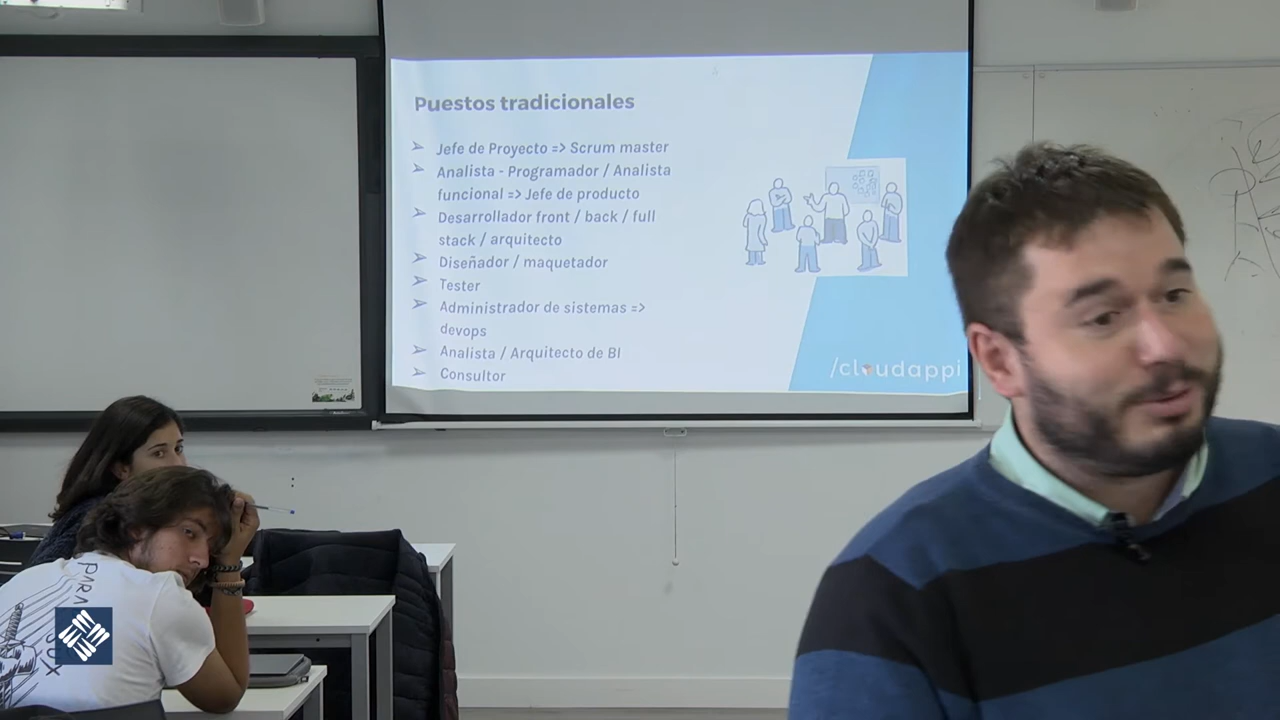 Puestos tradicionales
Jefe de Proyecto => Scrum master
Analista - Programador / Analista
funcional => Jefe de producto
Desarrollador front / back / full
stack / arquitecto
Diseñador / maquetador
Tester
Administrador de sistemas =>
devops
Analista / Arquitecto de BI
Consultor
/cloudappi
PARA